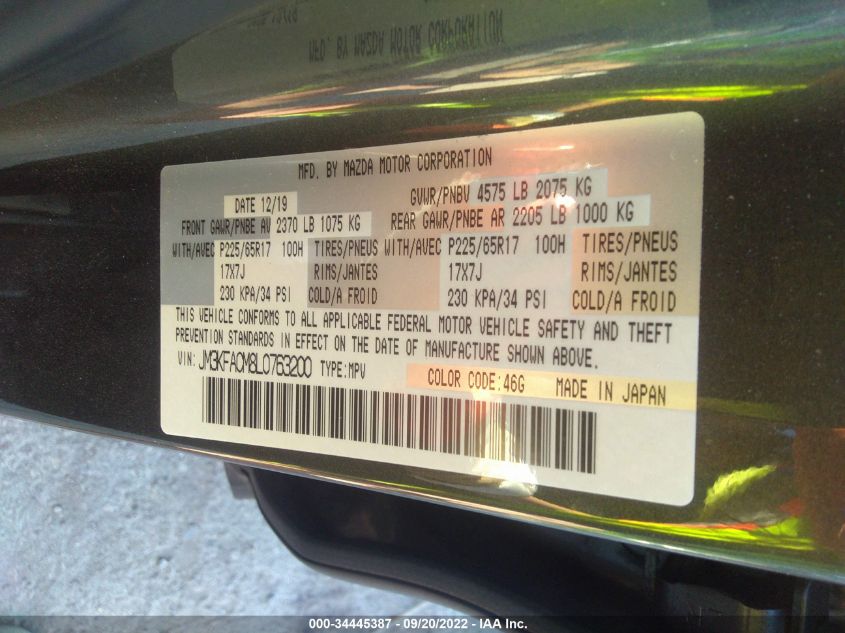 MFD. BY MAZDA MOTOR CORPORATION
MFD. BY MAZDA MOTOR CORPORATION
DATE 12/19 GVWR/PNBV 4575 LB 2075 KG
FRONT GAWR/PNBE AV 2370 LB 1075 KG REAR GAWR/PNBE AR 2205 LB 1000 KG
WITH/AVEC P225/65R17 100H TIRES/PNEUS WITH/AVEC P225/65R17 100H TIRES/PNEUS
17X7J RIMS/JANTES 17X7J RIMS/JANTES
230 KPA/34 PSI COLD/A FROID 230 KPA/34 PSI COLD/A FROID
THIS VEHICLE CONFORMS TO ALL APPLICABLE FEDERAL MOTOR VEHICLE SAFETY AND THEFT
PREVENTION STANDARDS IN EFFECT ON THE DATE OF MANUFACTURE SHOWN ABOVE.
VIN: JM3KFACM8L0763200 TYPE:MPV COLOR CODE:46G MADE IN JAPAN
000-34445387 - 09/20/2022 - IAA Inc.